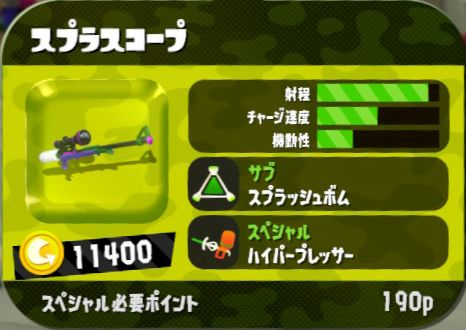 スプラスコープ
射程
チャージ速度
機動性
サブ
スプラッシュボム
スペシャル
ハイパープレッサー
11400
スペシャル必要ポイント 190p